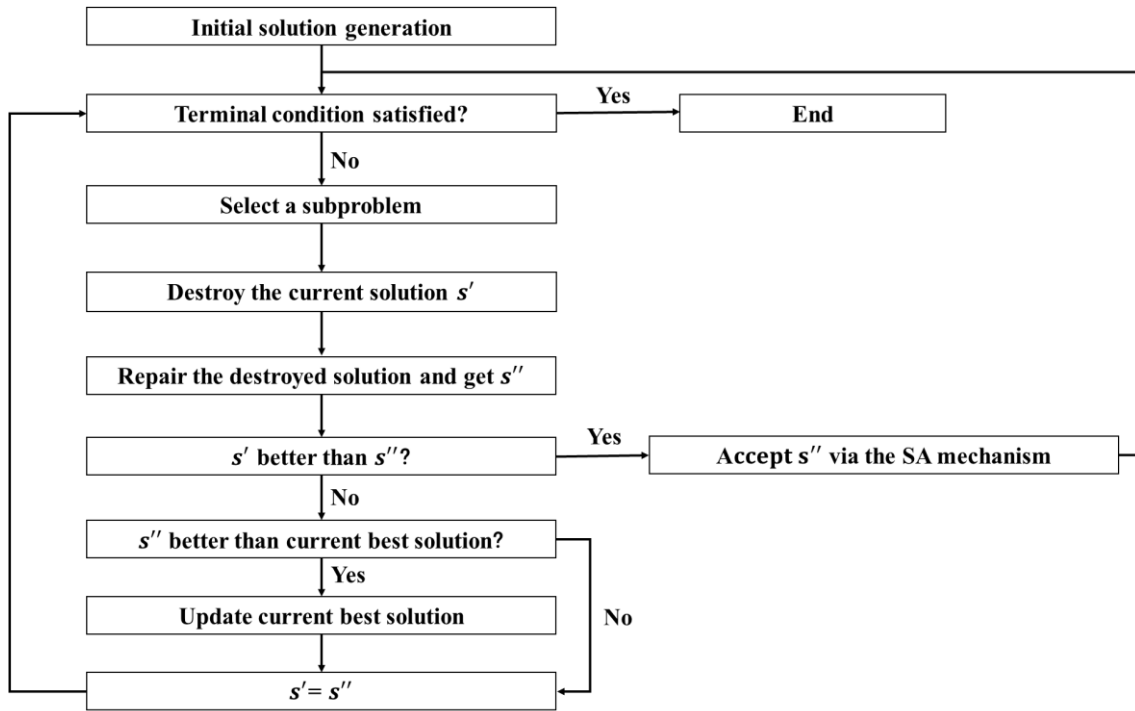 Initial solution generation
Terminal condition satisfied?
Yes
End
No
Select a subproblem
Destroy the current solution s′
Repair the destroyed solution and get s′′
s′ better than s′′?
Yes
Accept s′′ via the SA mechanism
No
s′′ better than current best solution?
Yes
No
Update current best solution
s′= s′′